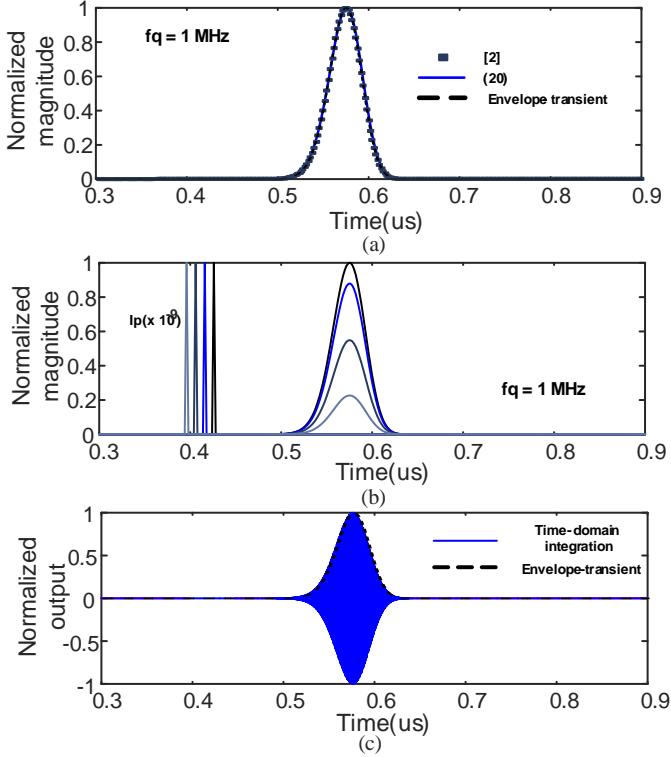 1
fq = 1 MHz
0.8
[2]
0.6
(20)
0.4
Envelope transient
0.2
0
Normalized
magnitude
0.3 0.4 0.5 0.6 0.7 0.8 0.9
Time(us)
(a)
1
0.8
Ip(x 10⁻⁹)
0.6
0.4
fq = 1 MHz
0.2
0
Normalized
magnitude
0.3 0.4 0.5 0.6 0.7 0.8 0.9
Time(us)
(b)
1
Time-domain
integration
0.5
Envelope-transient
0
-0.5
-1
Normalized
output
0.3 0.4 0.5 0.6 0.7 0.8 0.9
Time(us)
(c)